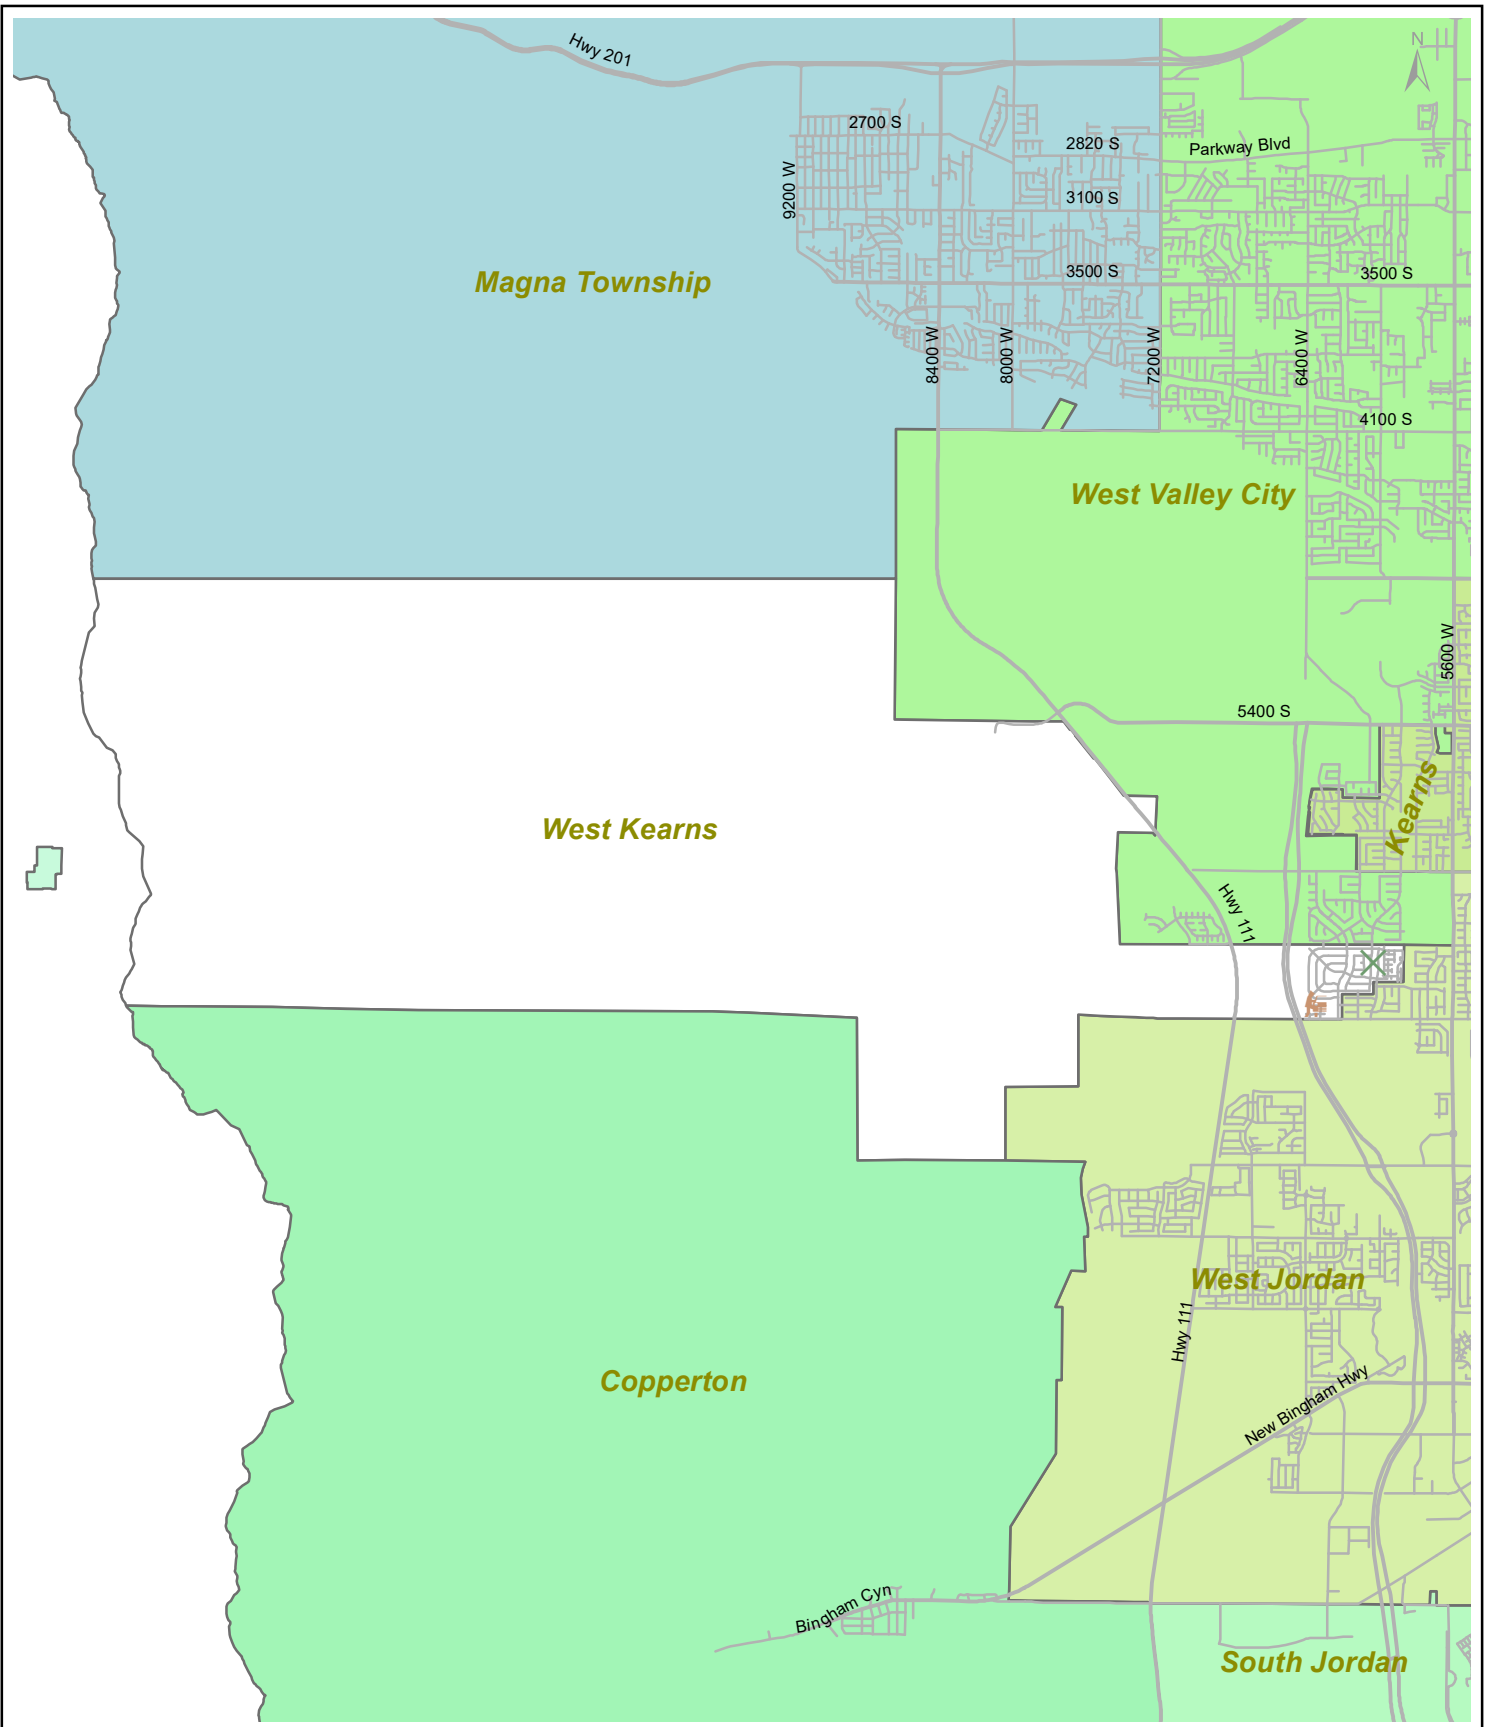 Hwy 201
N
2700 S
2820 S
Parkway Blvd
9200 W
3100 S
Magna Township
3500 S
3500 S
8400 W
8000 W
7200 W
6400 W
4100 S
West Valley City
5600 W
5400 S
Kearns
West Kearns
Hwy 111
West Jordan
Hwy 111
Copperton
New Bingham Hwy
Bingham Cyn
South Jordan